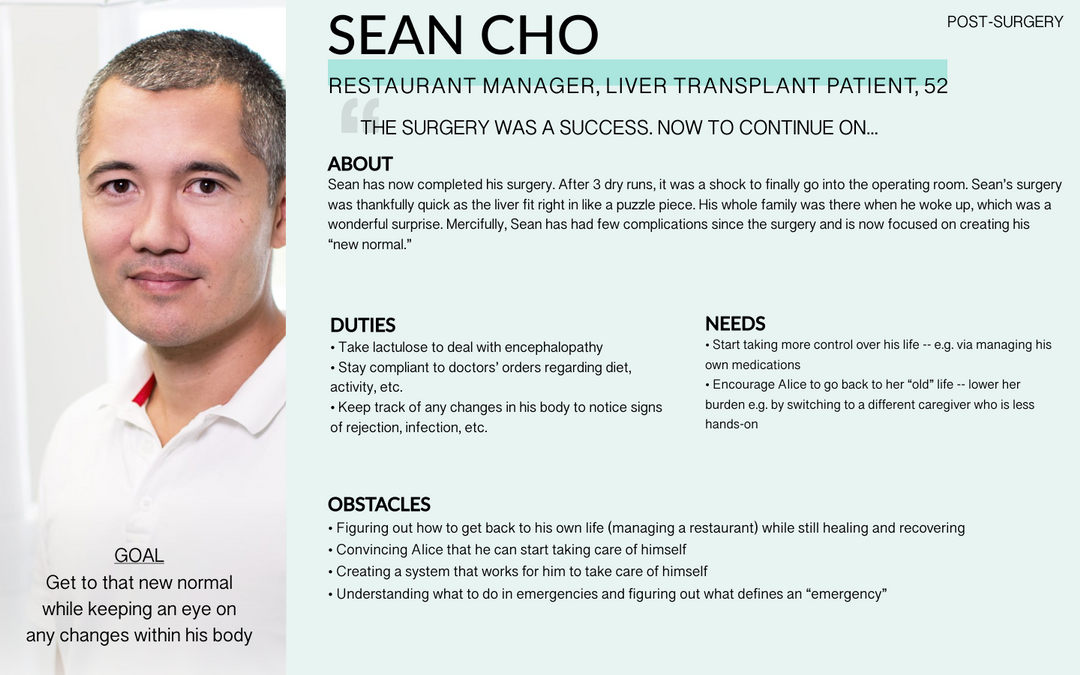 SEAN CHO
POST-SURGERY
RESTAURANT MANAGER, LIVER TRANSPLANT PATIENT, 52
“
THE SURGERY WAS A SUCCESS. NOW TO CONTINUE ON...
ABOUT
Sean has now completed his surgery. After 3 dry runs, it was a shock to finally go into the operating room. Sean’s surgery
was thankfully quick as the liver fit right in like a puzzle piece. His whole family was there when he woke up, which was a
wonderful surprise. Mercifully, Sean has had few complications since the surgery and is now focused on creating his
“new normal.”
DUTIES
• Take lactulose to deal with encephalopathy
• Stay compliant to doctors’ orders regarding diet,
activity, etc.
• Keep track of any changes in his body to notice signs
of rejection, infection, etc.
NEEDS
• Start taking more control over his life -- e.g. via managing his
own medications
• Encourage Alice to go back to her “old” life -- lower her
burden e.g. by switching to a different caregiver who is less
hands-on
OBSTACLES
• Figuring out how to get back to his own life (managing a restaurant) while still healing and recovering
• Convincing Alice that he can start taking care of himself
• Creating a system that works for him to take care of himself
• Understanding what to do in emergencies and figuring out what defines an “emergency”
GOAL
Get to that new normal
while keeping an eye on
any changes within his body